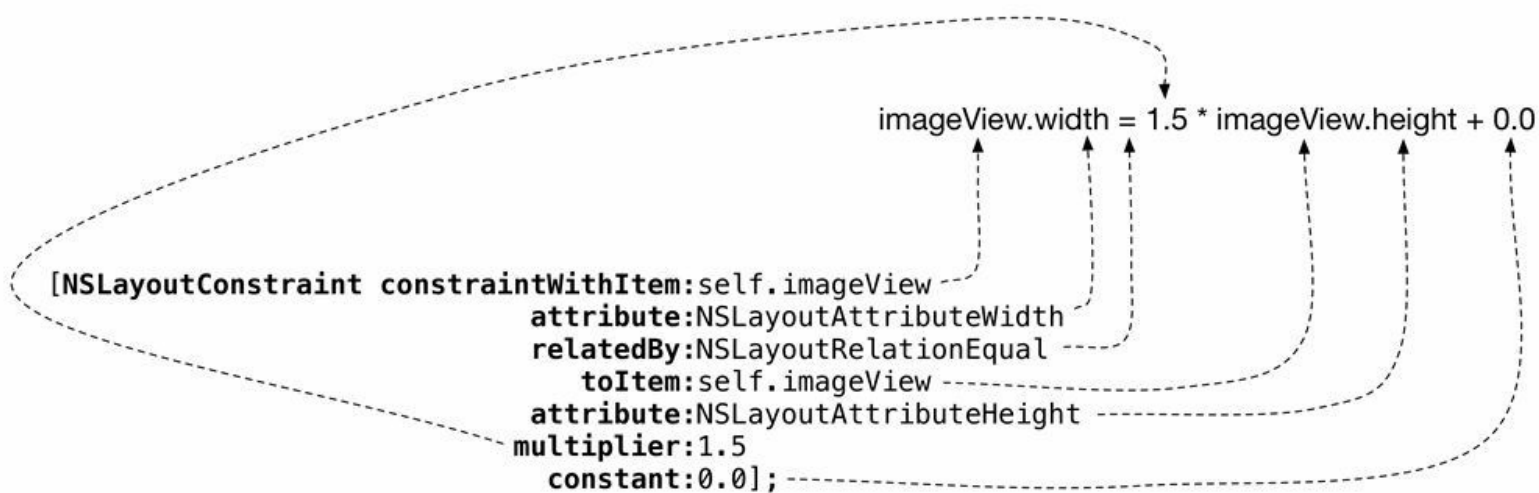 imageView.width = 1.5 * imageView.height + 0.0
[NSLayoutConstraint constraintWithItem:self.imageView
attribute:NSLayoutAttributeWidth
relatedBy:NSLayoutRelationEqual
toItem:self.imageView
attribute:NSLayoutAttributeHeight
multiplier:1.5
constant:0.0];